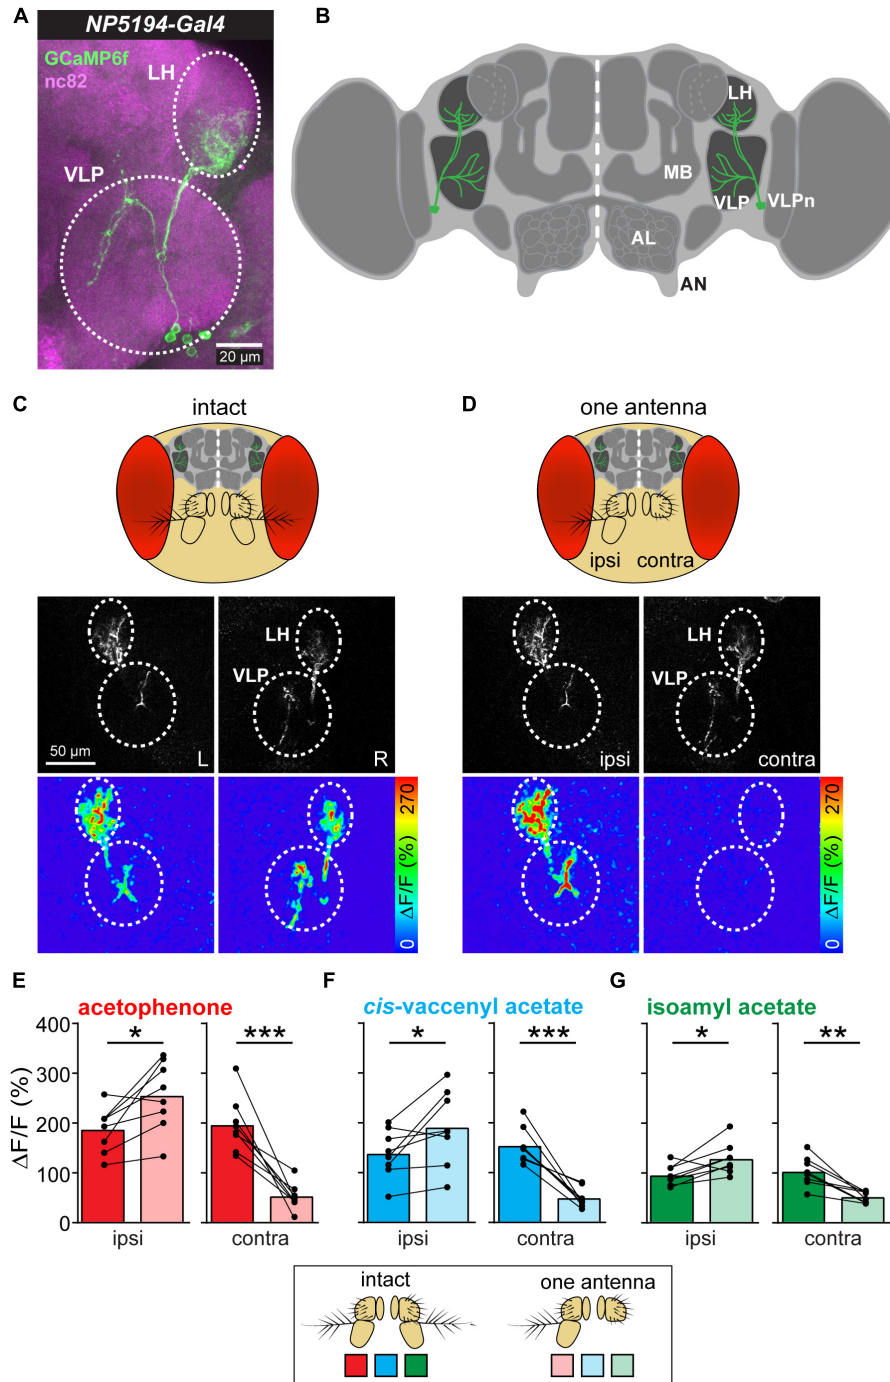 A
NP5194-Gal4
GCaMP6f
nc82
LH
VLP
20 µm
B
LH
MB
VLP
VLPn
AL
AN
C
intact
D
one antenna
ipsi contra
LH
VLP
50 µm
L
R
LH
VLP
ipsi
contra
270
ΔF/F (%)
0
270
ΔF/F (%)
0
E
acetophenone
F
cis-vaccenyl acetate
G
isoamyl acetate
400
300
200
100
0
ΔF/F (%)
* *** * *** * **
ipsi contra ipsi contra ipsi contra
intact
one antenna